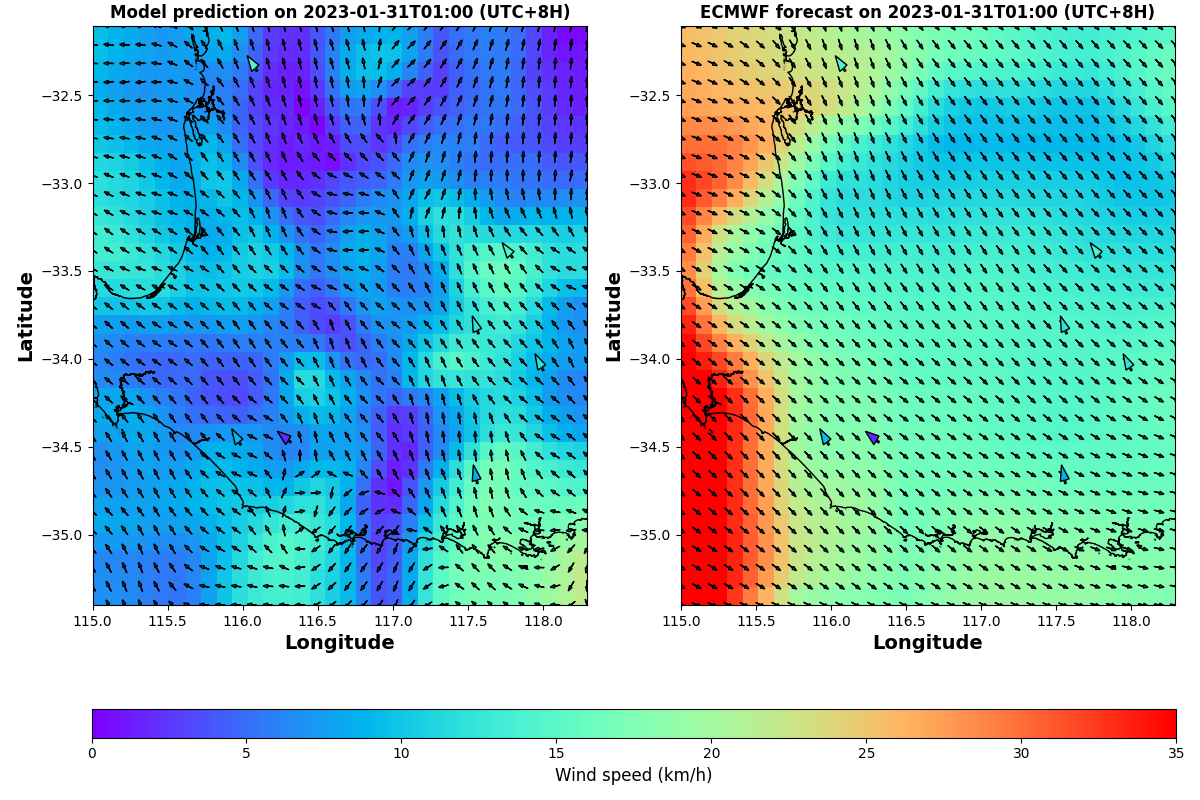 Model prediction on 2023-01-31T01:00 (UTC+8H)
ECMWF forecast on 2023-01-31T01:00 (UTC+8H)
Latitude
−32.5
−33.0
−33.5
−34.0
−34.5
−35.0
115.0 115.5 116.0 116.5 117.0 117.5 118.0
Longitude
Latitude
−32.5
−33.0
−33.5
−34.0
−34.5
−35.0
115.0 115.5 116.0 116.5 117.0 117.5 118.0
Longitude
0 5 10 15 20 25 30 35
Wind speed (km/h)